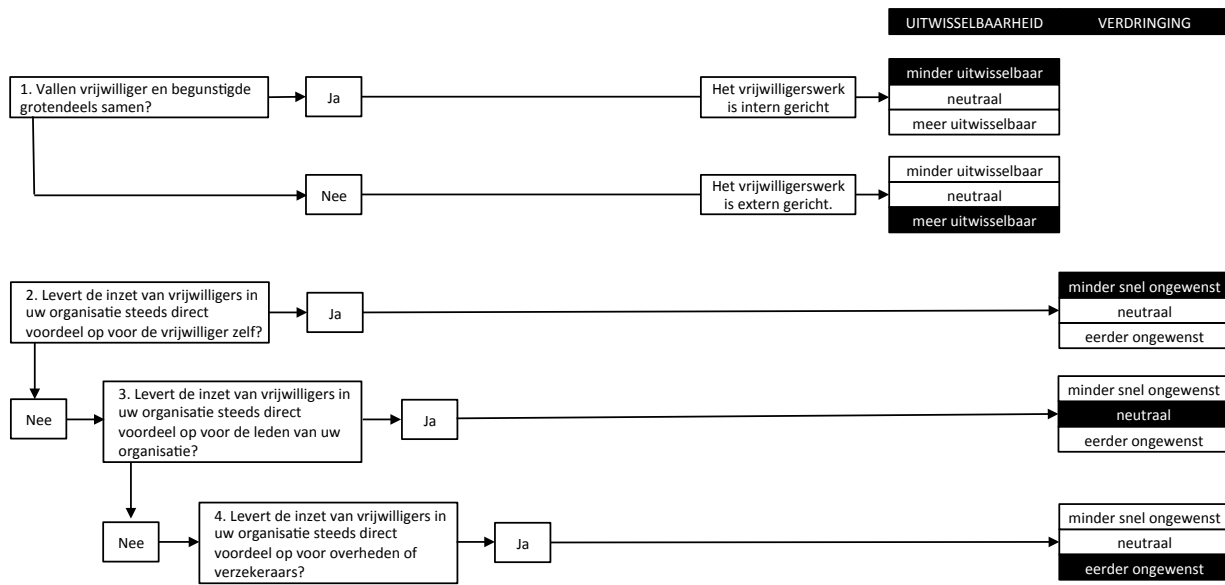 UITWISSELBAARHEID VERDRINGING
1. Vallen vrijwilliger en begunstigde
grotendeels samen?
Ja
Het vrijwilligerswerk
is intern gericht
minder uitwisselbaar
neutraal
meer uitwisselbaar
Nee
Het vrijwilligerswerk
is extern gericht.
minder uitwisselbaar
neutraal
meer uitwisselbaar
2. Levert de inzet van vrijwilligers in
uw organisatie steeds direct
voordeel op voor de vrijwilliger zelf?
Ja
minder snel ongewenst
neutraal
eerder ongewenst
Nee
3. Levert de inzet van vrijwilligers in
uw organisatie steeds direct
voordeel op voor de leden van uw
organisatie?
Ja
minder snel ongewenst
neutraal
eerder ongewenst
Nee
4. Levert de inzet van vrijwilligers in
uw organisatie steeds direct
voordeel op voor overheden of
verzekeraars?
Ja
minder snel ongewenst
neutraal
eerder ongewenst